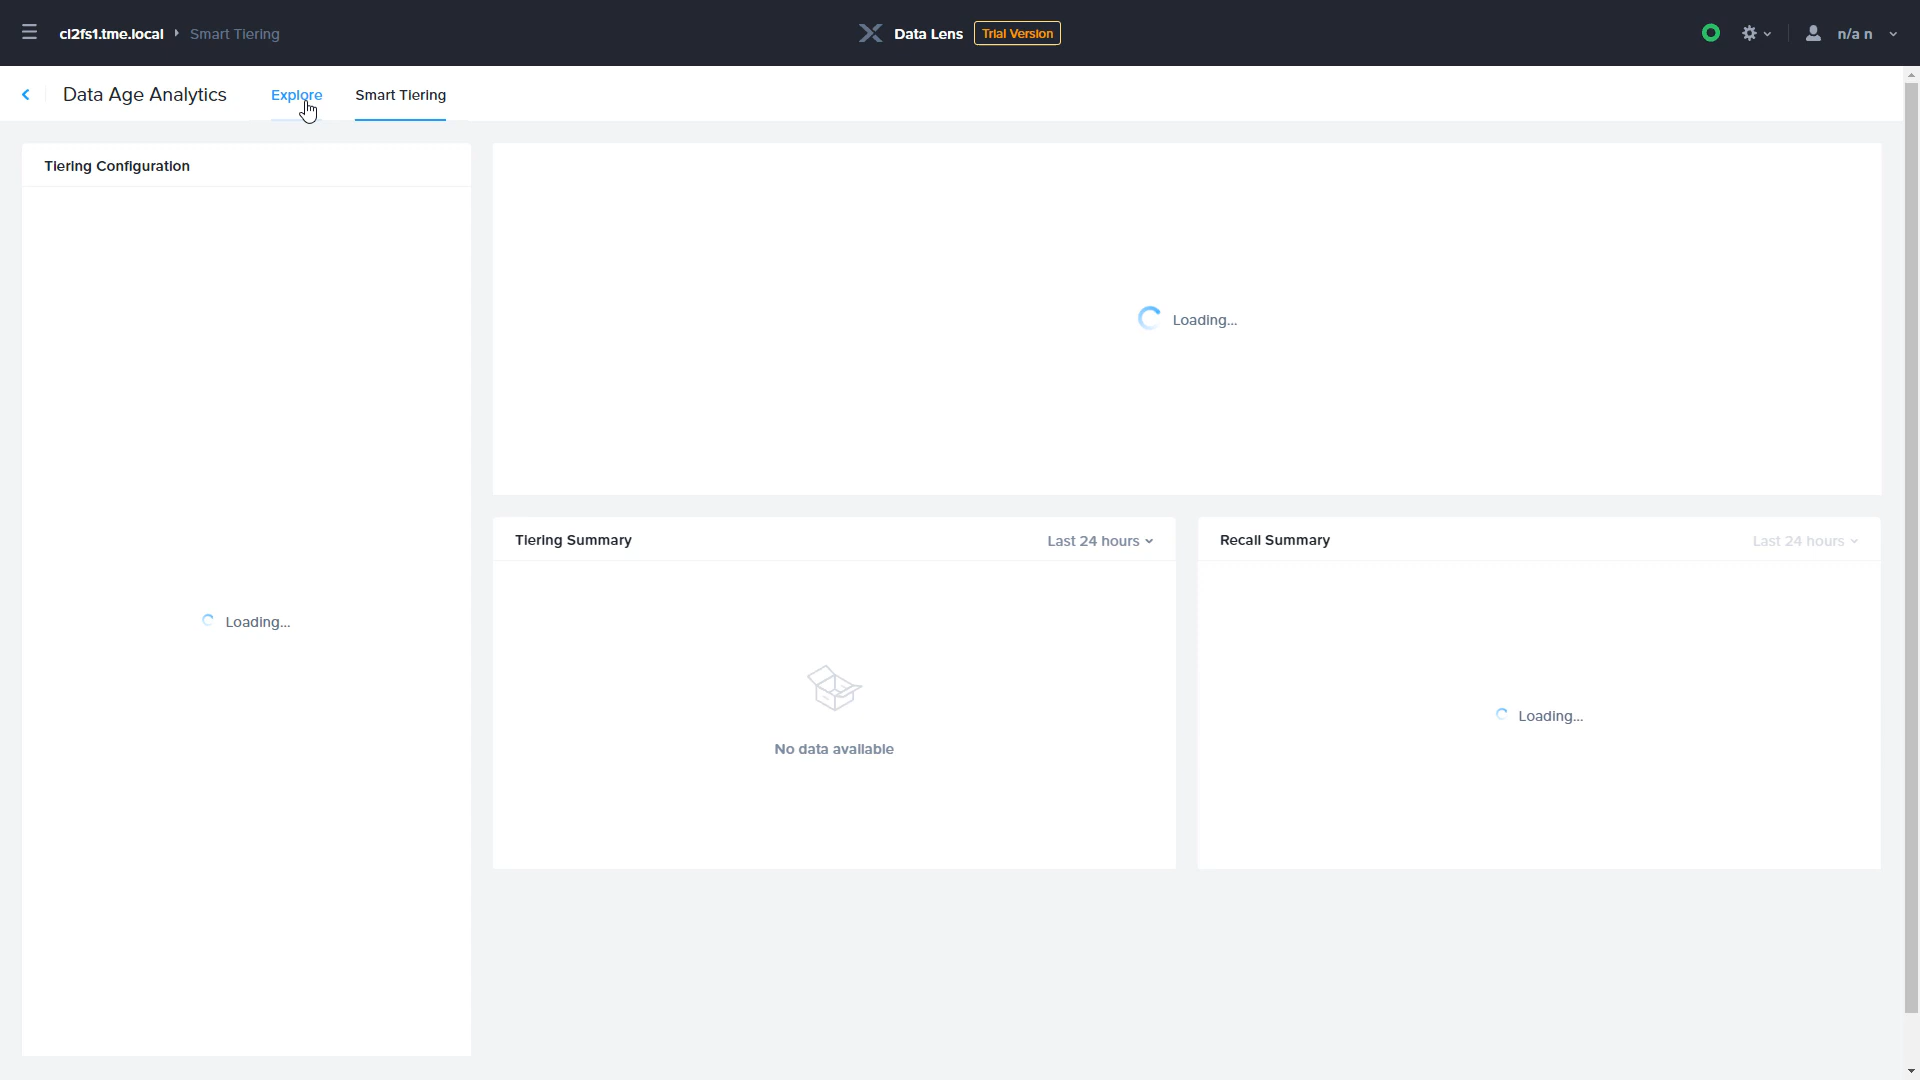 cl2fs1.tme.local
Smart Tiering
Data Lens
Trial Version
n/a n
Data Age Analytics
Explore
Smart Tiering
Tiering Configuration
Loading...
Loading...
Tiering Summary
Last 24 hours
No data available
Recall Summary
Last 24 hours
Loading...